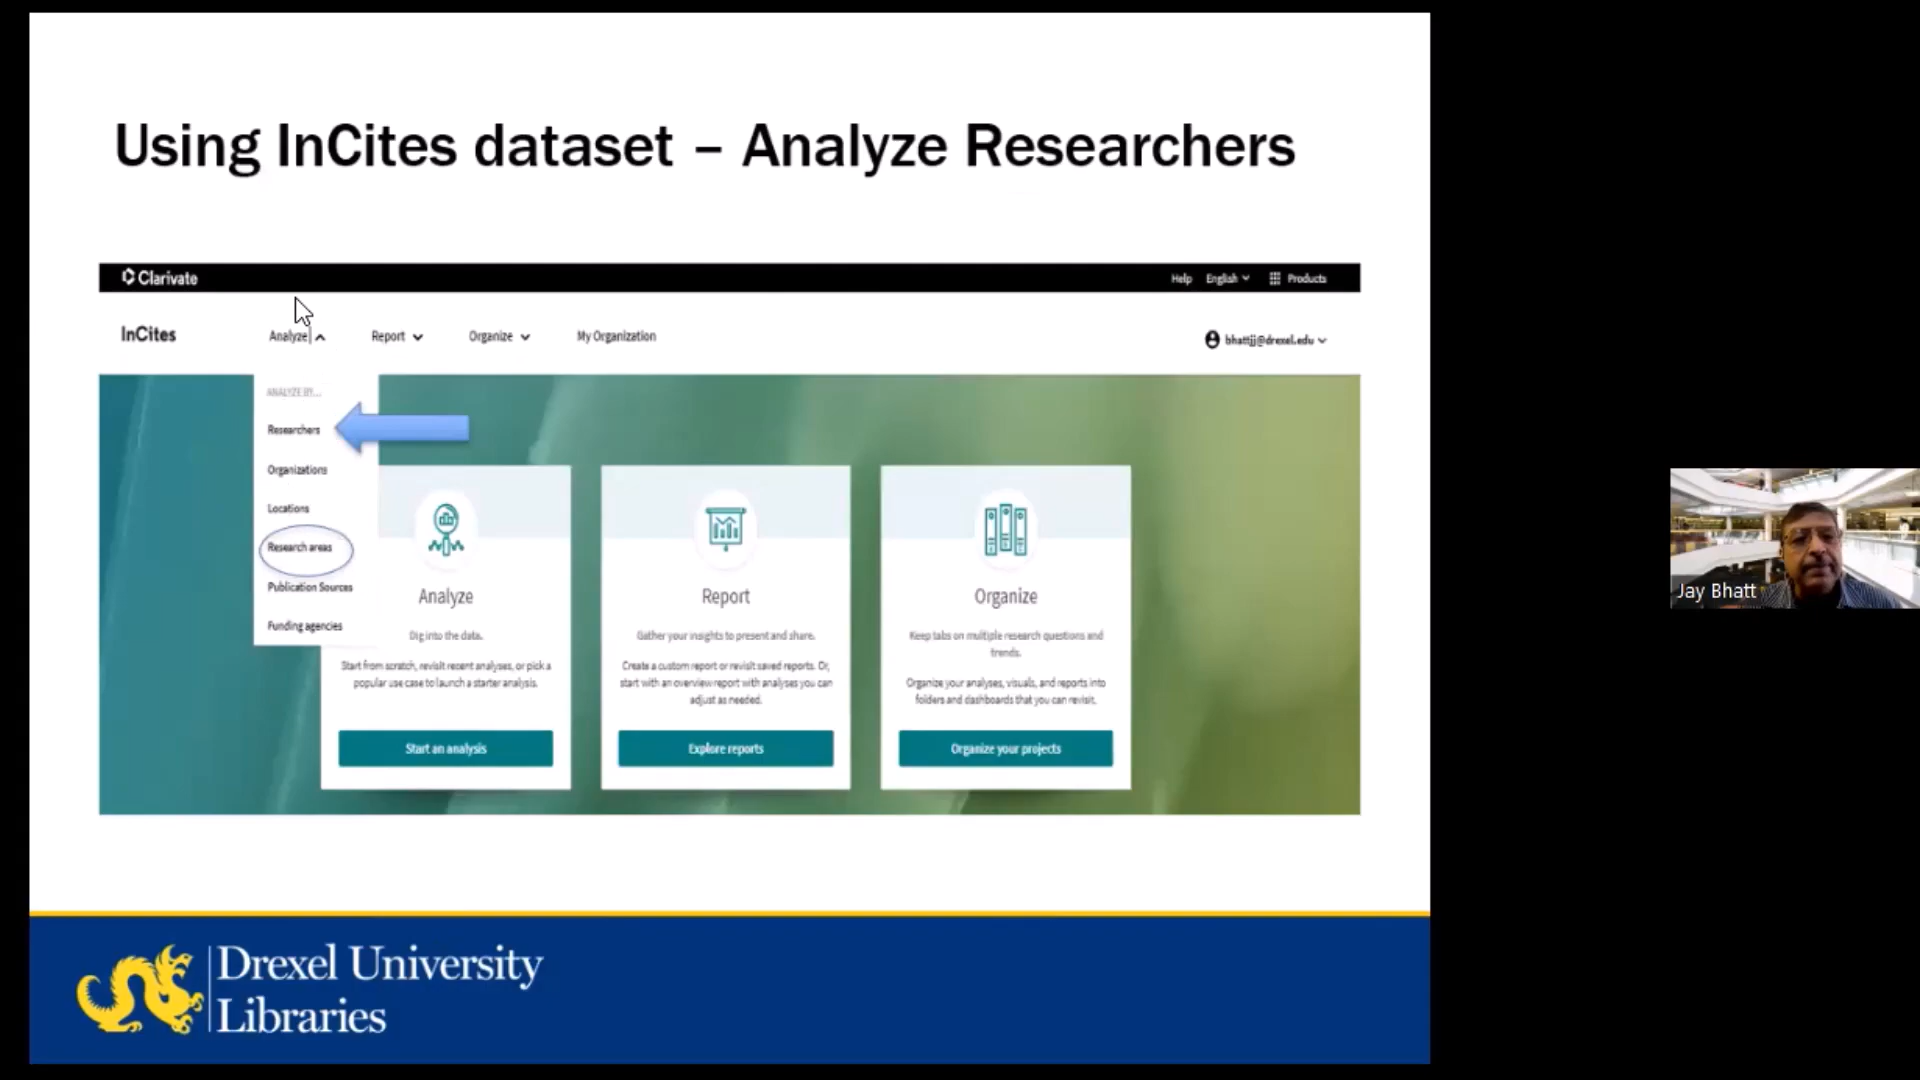 Using InCites dataset – Analyze Researchers
Clarivate
Help English Products
InCites Analyze Report Organize My Organization bhattjj@drexel.edu
ANALYZE BY...
Researchers
Organizations
Locations
Research areas
Publication Sources
Funding agencies
Analyze
Dig into the data.
Start from scratch, revisit recent analyses, or pick a
popular use case to launch a starter analysis.
Start an analysis
Report
Gather your insights to present and share.
Create a custom report or revisit saved reports. Or,
start with an overview report with analyses you can
adjust as needed.
Explore reports
Organize
Keep tabs on multiple research questions and
trends.
Organize your analyses, visuals, and reports into
folders and dashboards that you can revisit.
Organize your projects
Jay Bhatt
Drexel University
Libraries